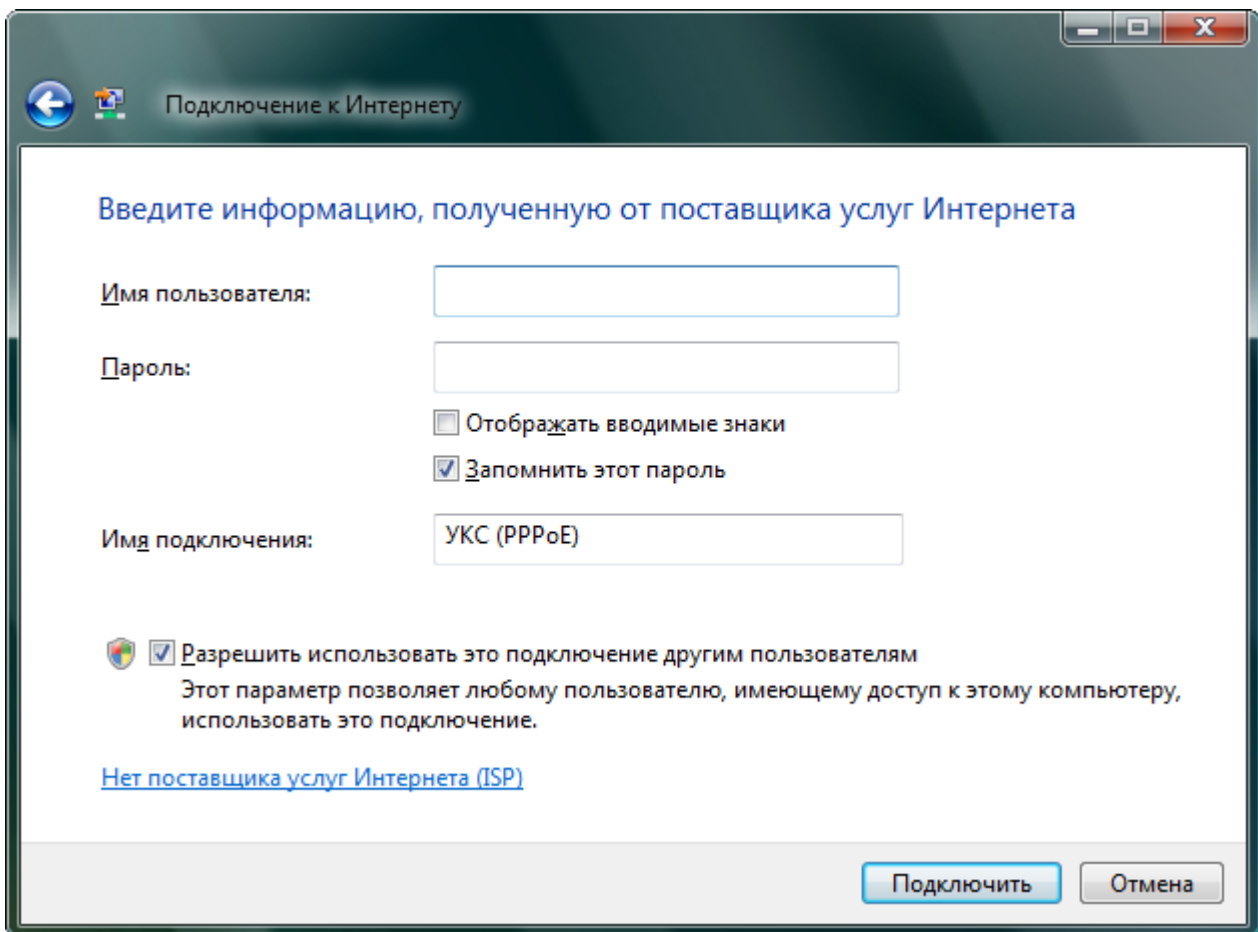 Подключение к Интернету
Введите информацию, полученную от поставщика услуг Интернета
Имя пользователя:
Пароль:
Отображать вводимые знаки
Запомнить этот пароль
Имя подключения: УКС (PPPoE)
Разрешить использовать это подключение другим пользователям
Этот параметр позволяет любому пользователю, имеющему доступ к этому компьютеру,
использовать это подключение.
Нет поставщика услуг Интернета (ISP)
Подключить Отмена